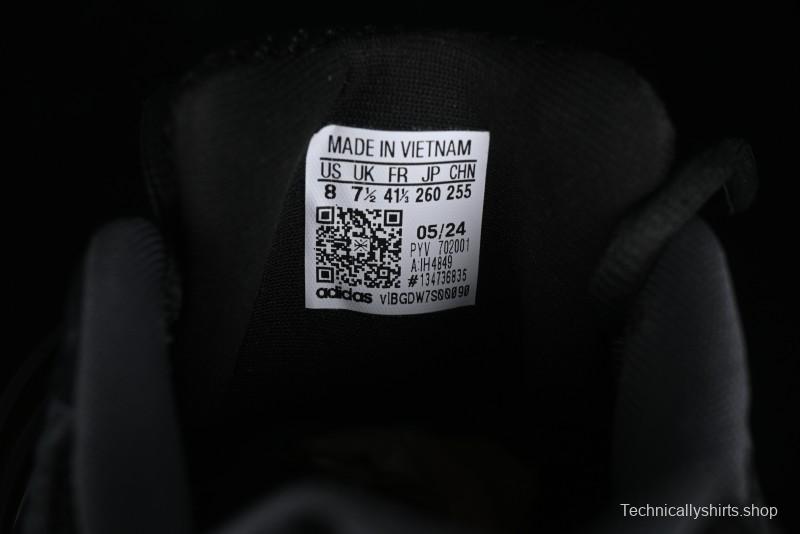 MADE IN VIETNAM
US UK FR JP CHN
8 7½ 41⅓ 260 255
05/24
PYV 702001
A:IH4849
#134736835
adidas v|BGDW7S00090
Technicallyshirts.shop